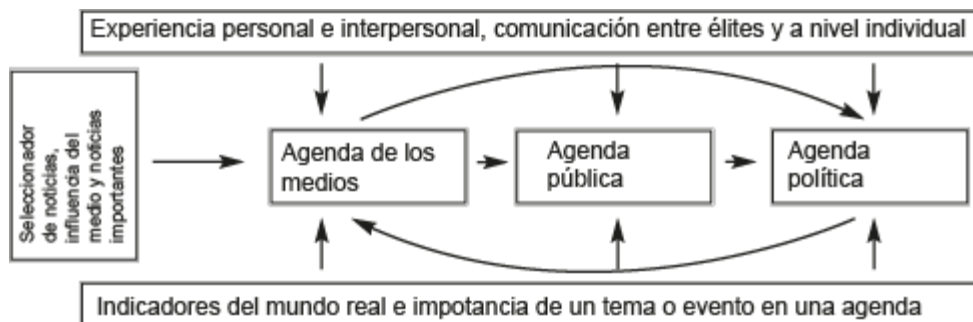 Experiencia personal e interpersonal, comunicación entre élites y a nivel individual
Seleccionador
de noticias,
influencia del
medio y noticias
importantes
Agenda de los
medios
Agenda
pública
Agenda
política
Indicadores del mundo real e impotancia de un tema o evento en una agenda